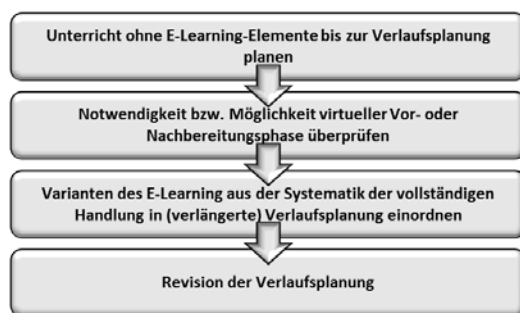 Unterricht ohne E-Learning-Elemente bis zur Verlaufsplanung
planen
Notwendigkeit bzw. Möglichkeit virtueller Vor- oder
Nachbereitungsphase überprüfen
Varianten des E-Learning aus der Systematik der vollständigen
Handlung in (verlängerte) Verlaufsplanung einordnen
Revision der Verlaufsplanung